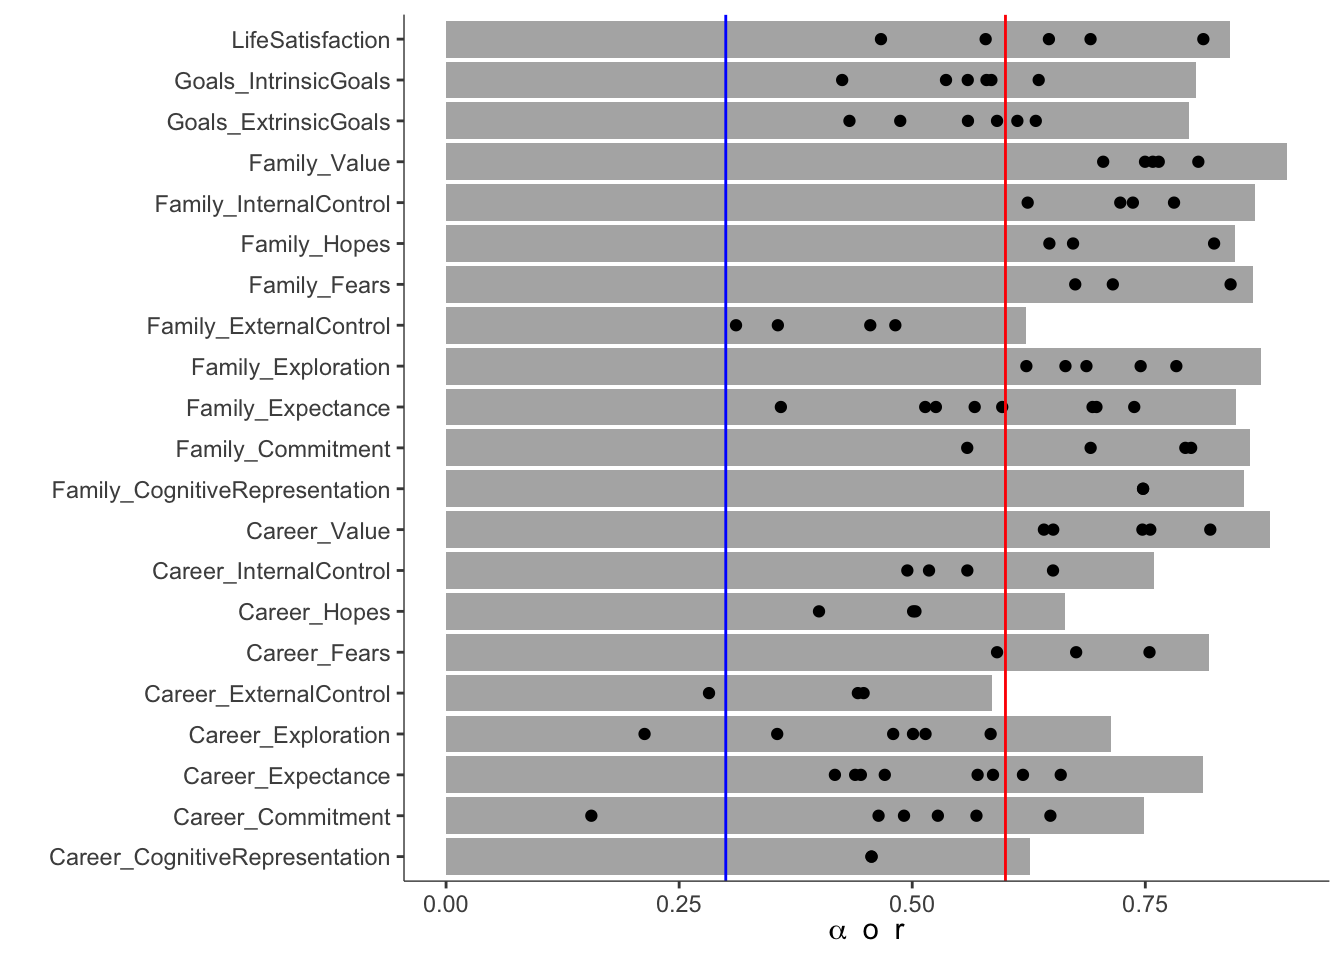 LifeSatisfaction
Goals_IntrinsicGoals
Goals_ExtrinsicGoals
Family_Value
Family_InternalControl
Family_Hopes
Family_Fears
Family_ExternalControl
Family_Exploration
Family_Expectance
Family_Commitment
Family_CognitiveRepresentation
Career_Value
Career_InternalControl
Career_Hopes
Career_Fears
Career_ExternalControl
Career_Exploration
Career_Expectance
Career_Commitment
Career_CognitiveRepresentation
0.00 0.25 0.50 0.75
α o r